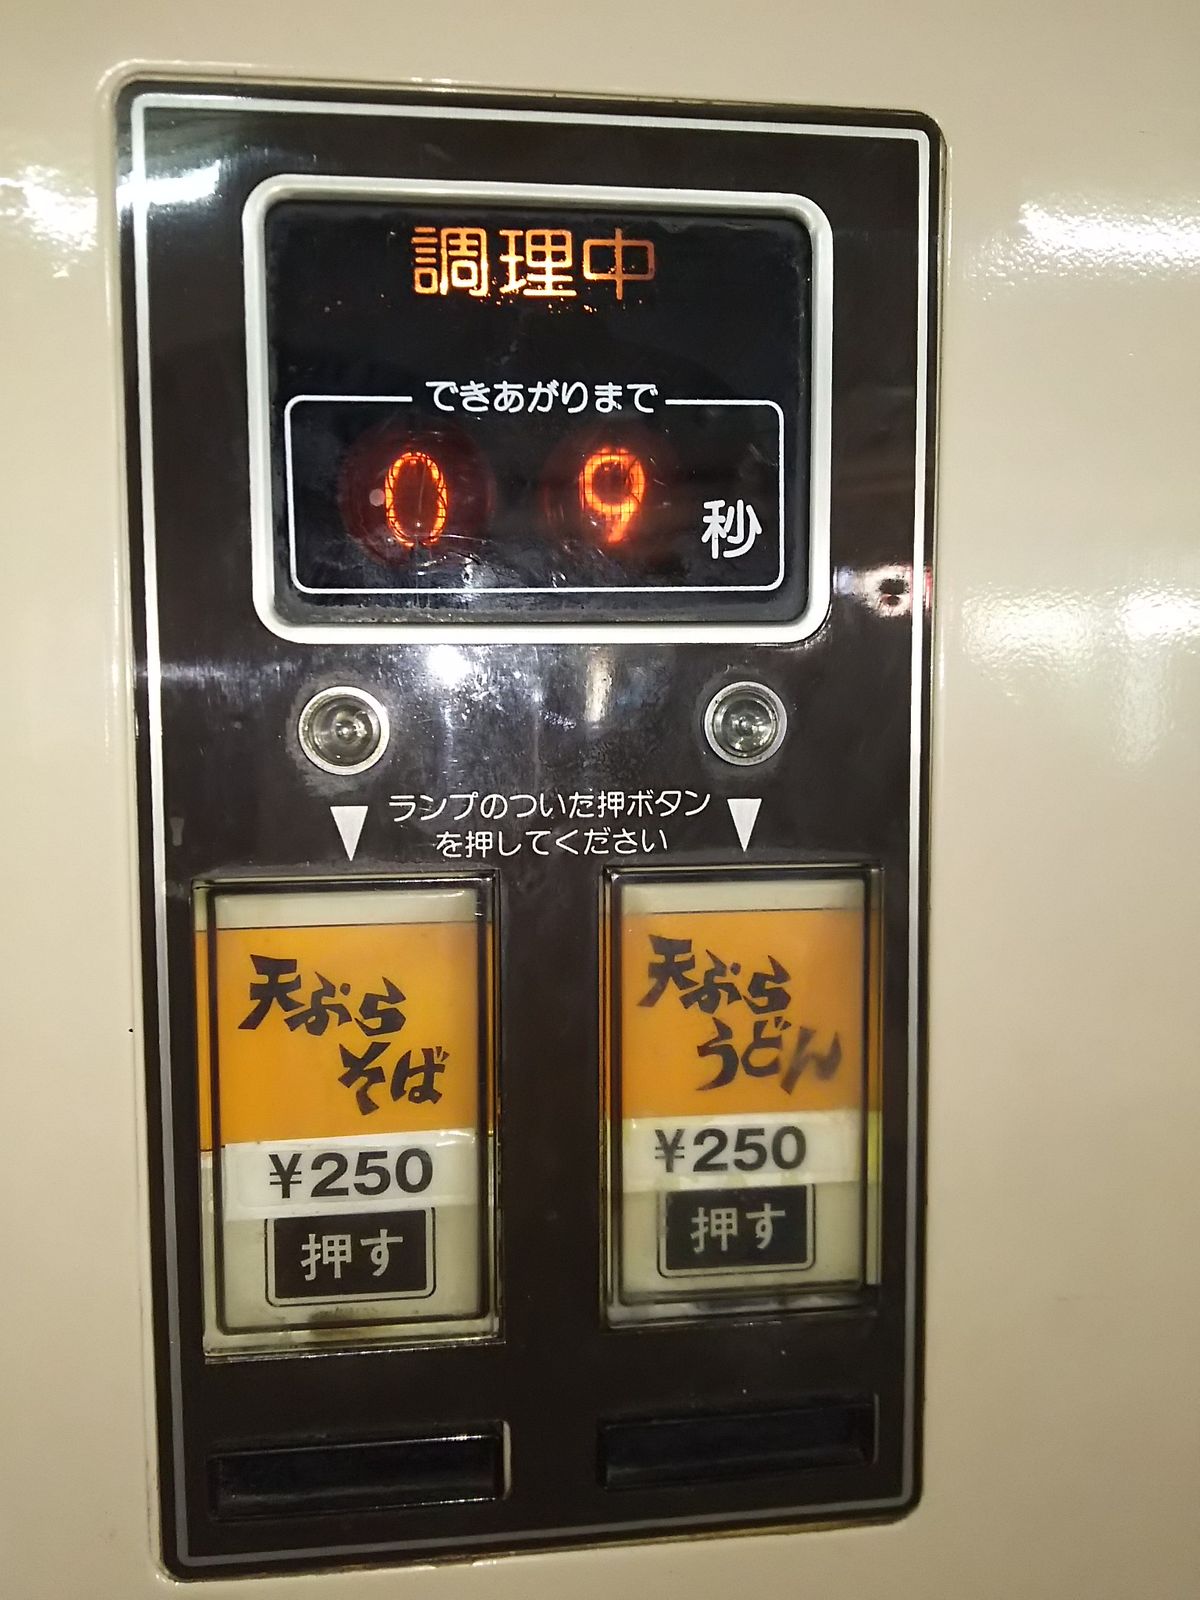 調理中
できあがりまで
09秒
ランプのついた押ボタン
を押してください
天ぷら
そば
¥250
押す
天ぷら
うどん
¥250
押す